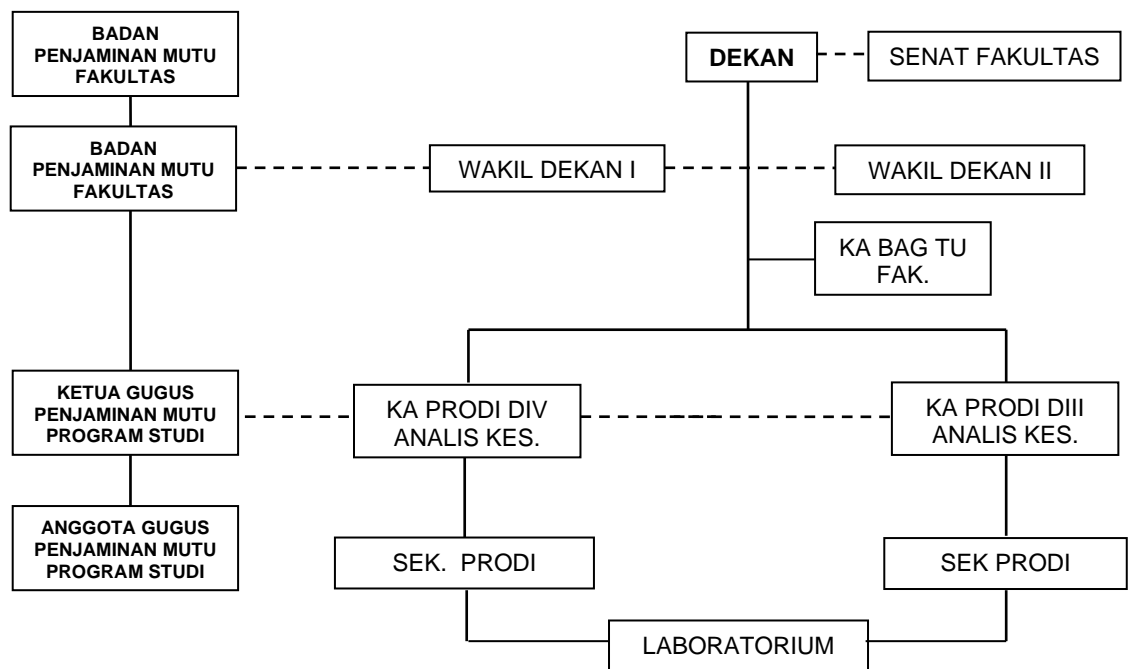 BADAN
PENJAMINAN MUTU
FAKULTAS
DEKAN
SENAT FAKULTAS
BADAN
PENJAMINAN MUTU
FAKULTAS
WAKIL DEKAN I
WAKIL DEKAN II
KA BAG TU
FAK.
KETUA GUGUS
PENJAMINAN MUTU
PROGRAM STUDI
KA PRODI DIV
ANALIS KES.
KA PRODI DIII
ANALIS KES.
ANGGOTA GUGUS
PENJAMINAN MUTU
PROGRAM STUDI
SEK. PRODI
SEK PRODI
LABORATORIUM